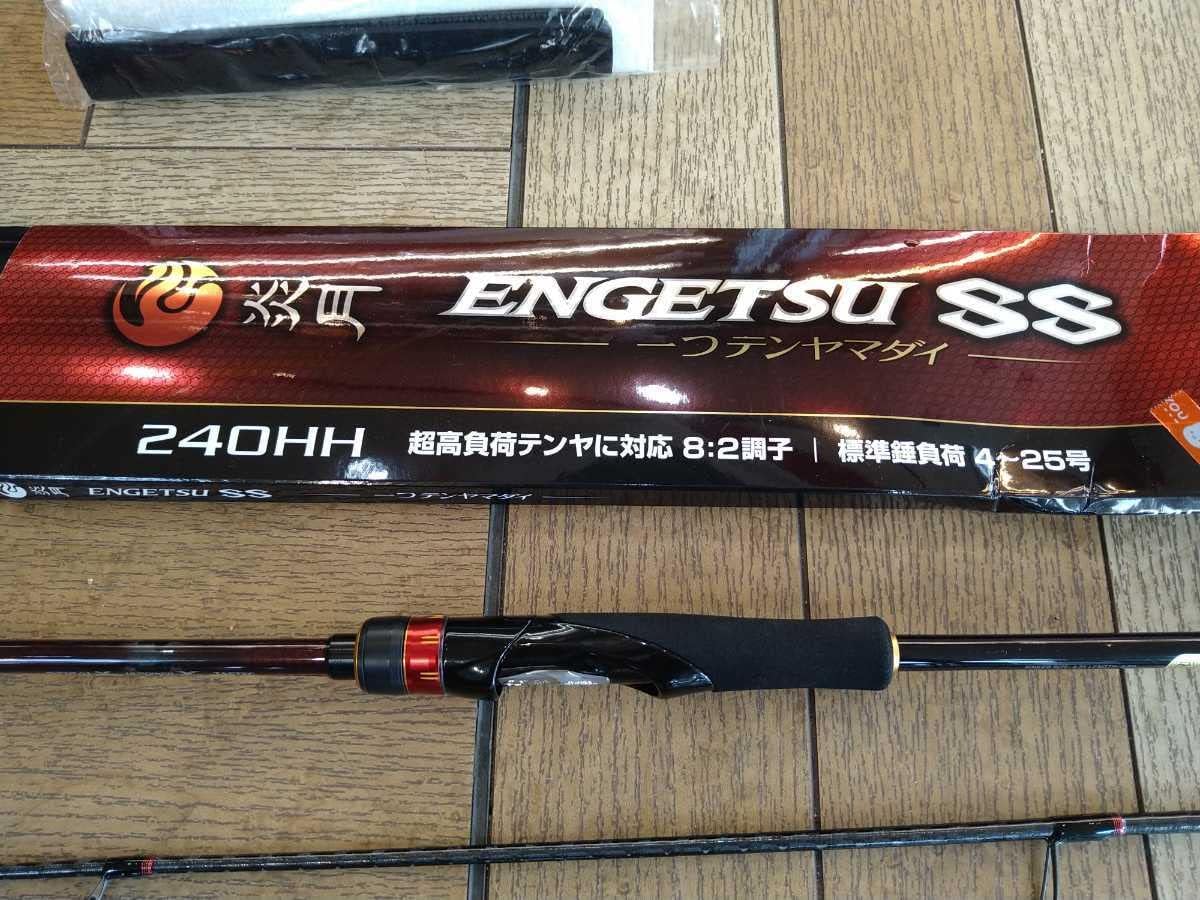 炎月 ENGETSU SS
一つテンヤマダイ
240HH 超高負荷テンヤに対応 8:2調子 | 標準錘負荷 4〜25号
炎月 ENGETSU SS 一つテンヤマダイ